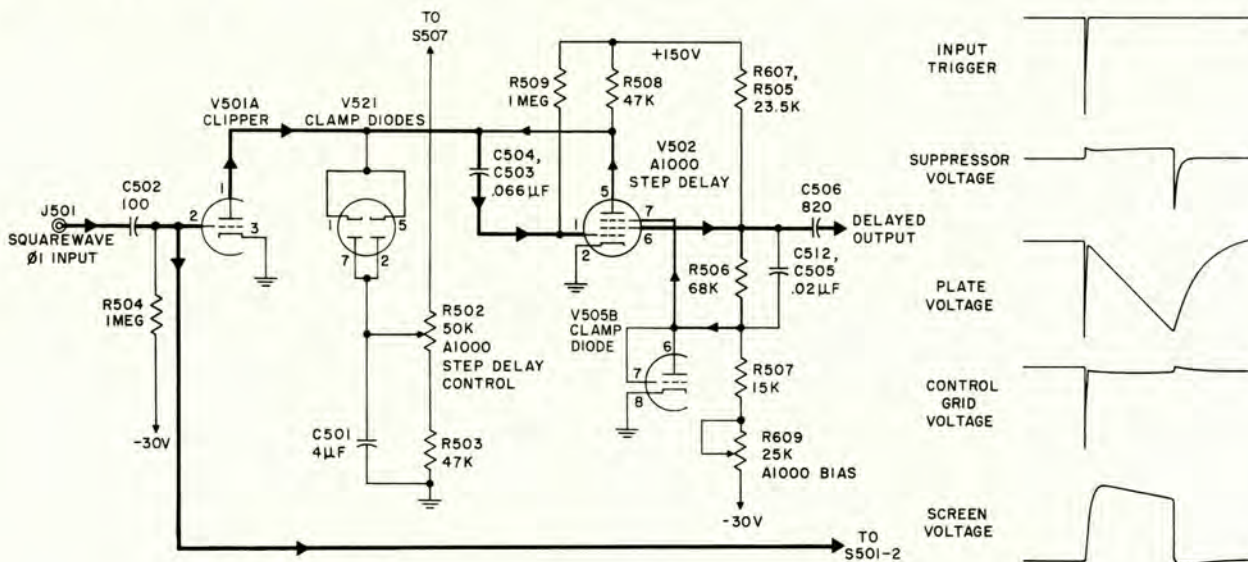 TO
S507
+150V
R509
1 MEG
R508
47K
R607,
R505
23.5K
V501A
CLIPPER
V521
CLAMP DIODES
C504,
C503
.066µF
V502
A1000
STEP DELAY
C502
100
J501
SQUAREWAVE
Ø1 INPUT
1
2
3
1
5
7
2
5
1
7
6
2
C506
820
DELAYED
OUTPUT
R504
1 MEG
-30V
R502
50K
A1000
STEP DELAY
CONTROL
R506
68K
C512,
C505
.02µF
V505B
CLAMP
DIODE
6
7
8
R507
15K
C501
4µF
R503
47K
R609
25K
A1000 BIAS
-30V
TO
S501-2
INPUT
TRIGGER
SUPPRESSOR
VOLTAGE
PLATE
VOLTAGE
CONTROL
GRID
VOLTAGE
SCREEN
VOLTAGE